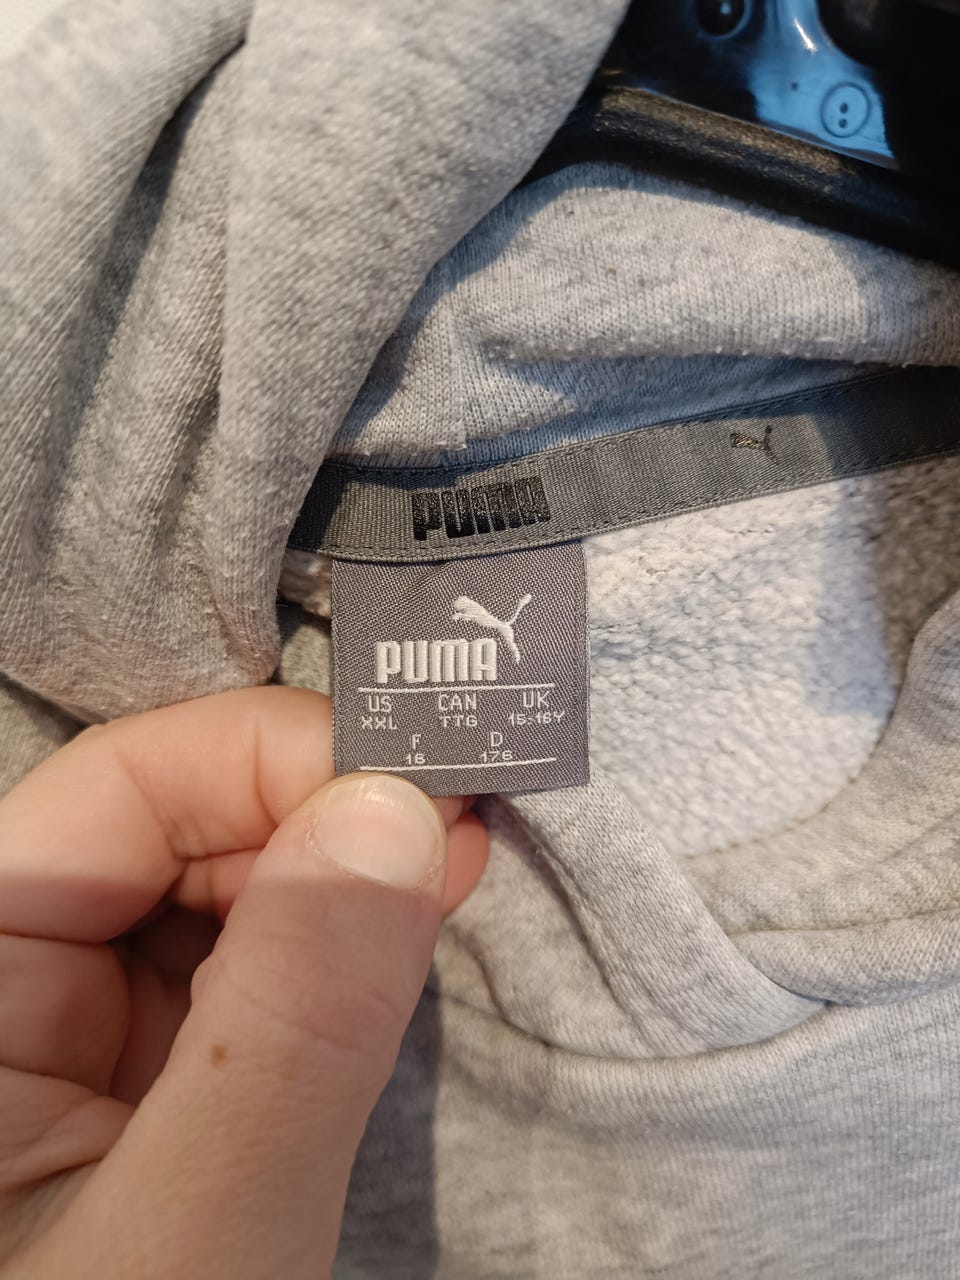 PUMA
PUMA
US CAN UK
XXL TTG 15-16Y
F D
16 176